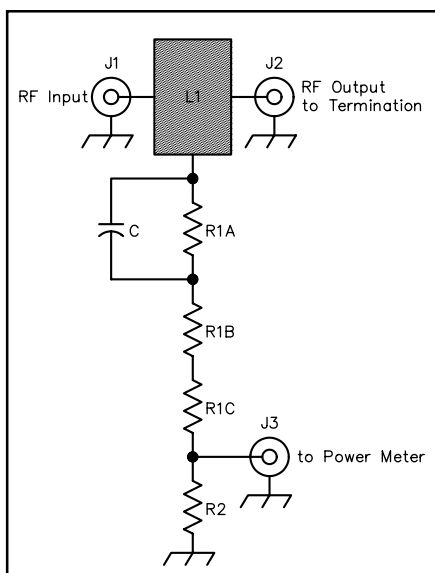 J1
J2
RF Input
L1
RF Output
to Termination
C
R1A
R1B
R1C
J3
to Power Meter
R2